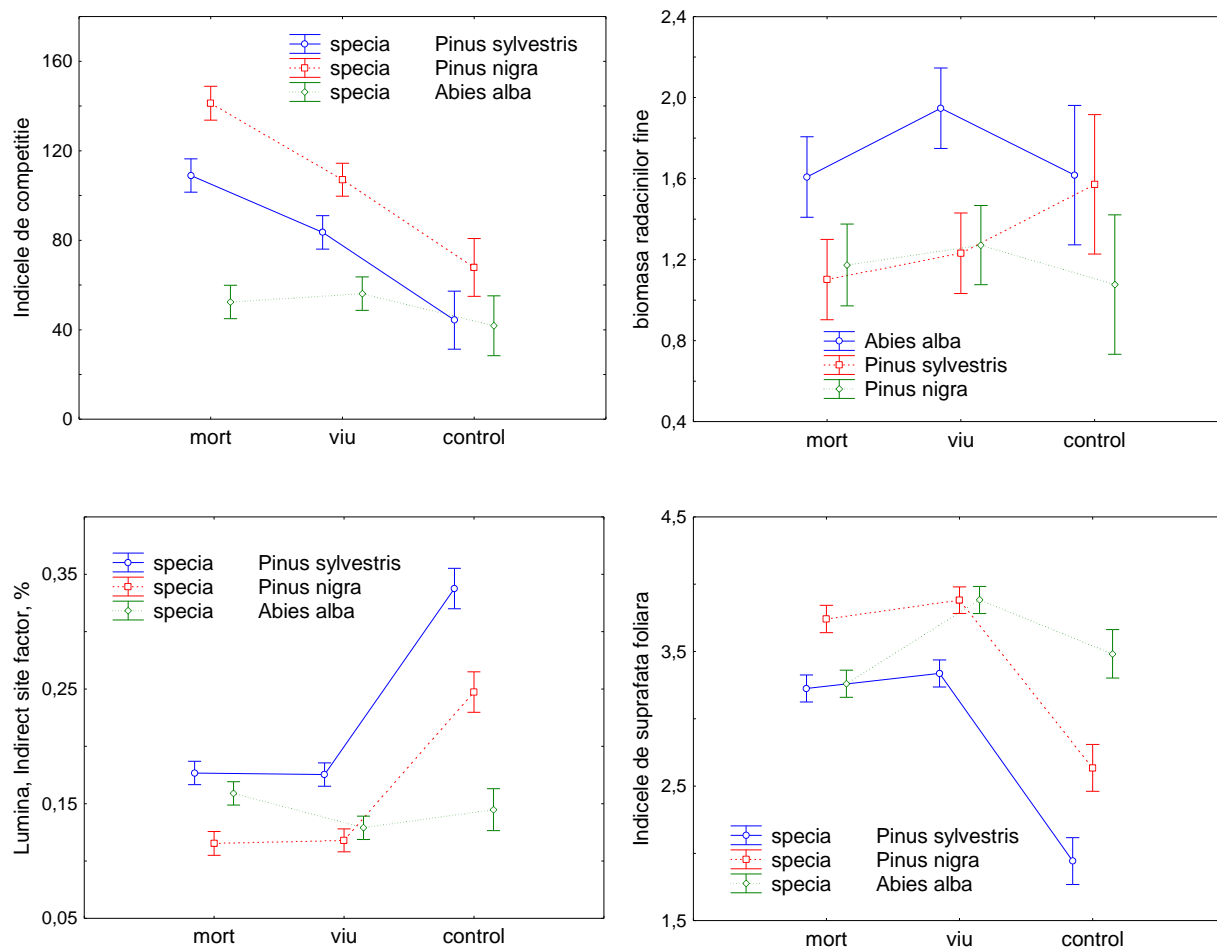 Indicele de competitie
160
120
80
40
0
specia Pinus sylvestris
specia Pinus nigra
specia Abies alba
mort viu control
biomasa radacinilor fine
2,4
2,0
1,6
1,2
0,8
0,4
Abies alba
Pinus sylvestris
Pinus nigra
mort viu control
Lumina, Indirect site factor, %
0,35
0,25
0,15
0,05
specia Pinus sylvestris
specia Pinus nigra
specia Abies alba
mort viu control
Indicele de suprafata foliara
4,5
3,5
2,5
1,5
specia Pinus sylvestris
specia Pinus nigra
specia Abies alba
mort viu control